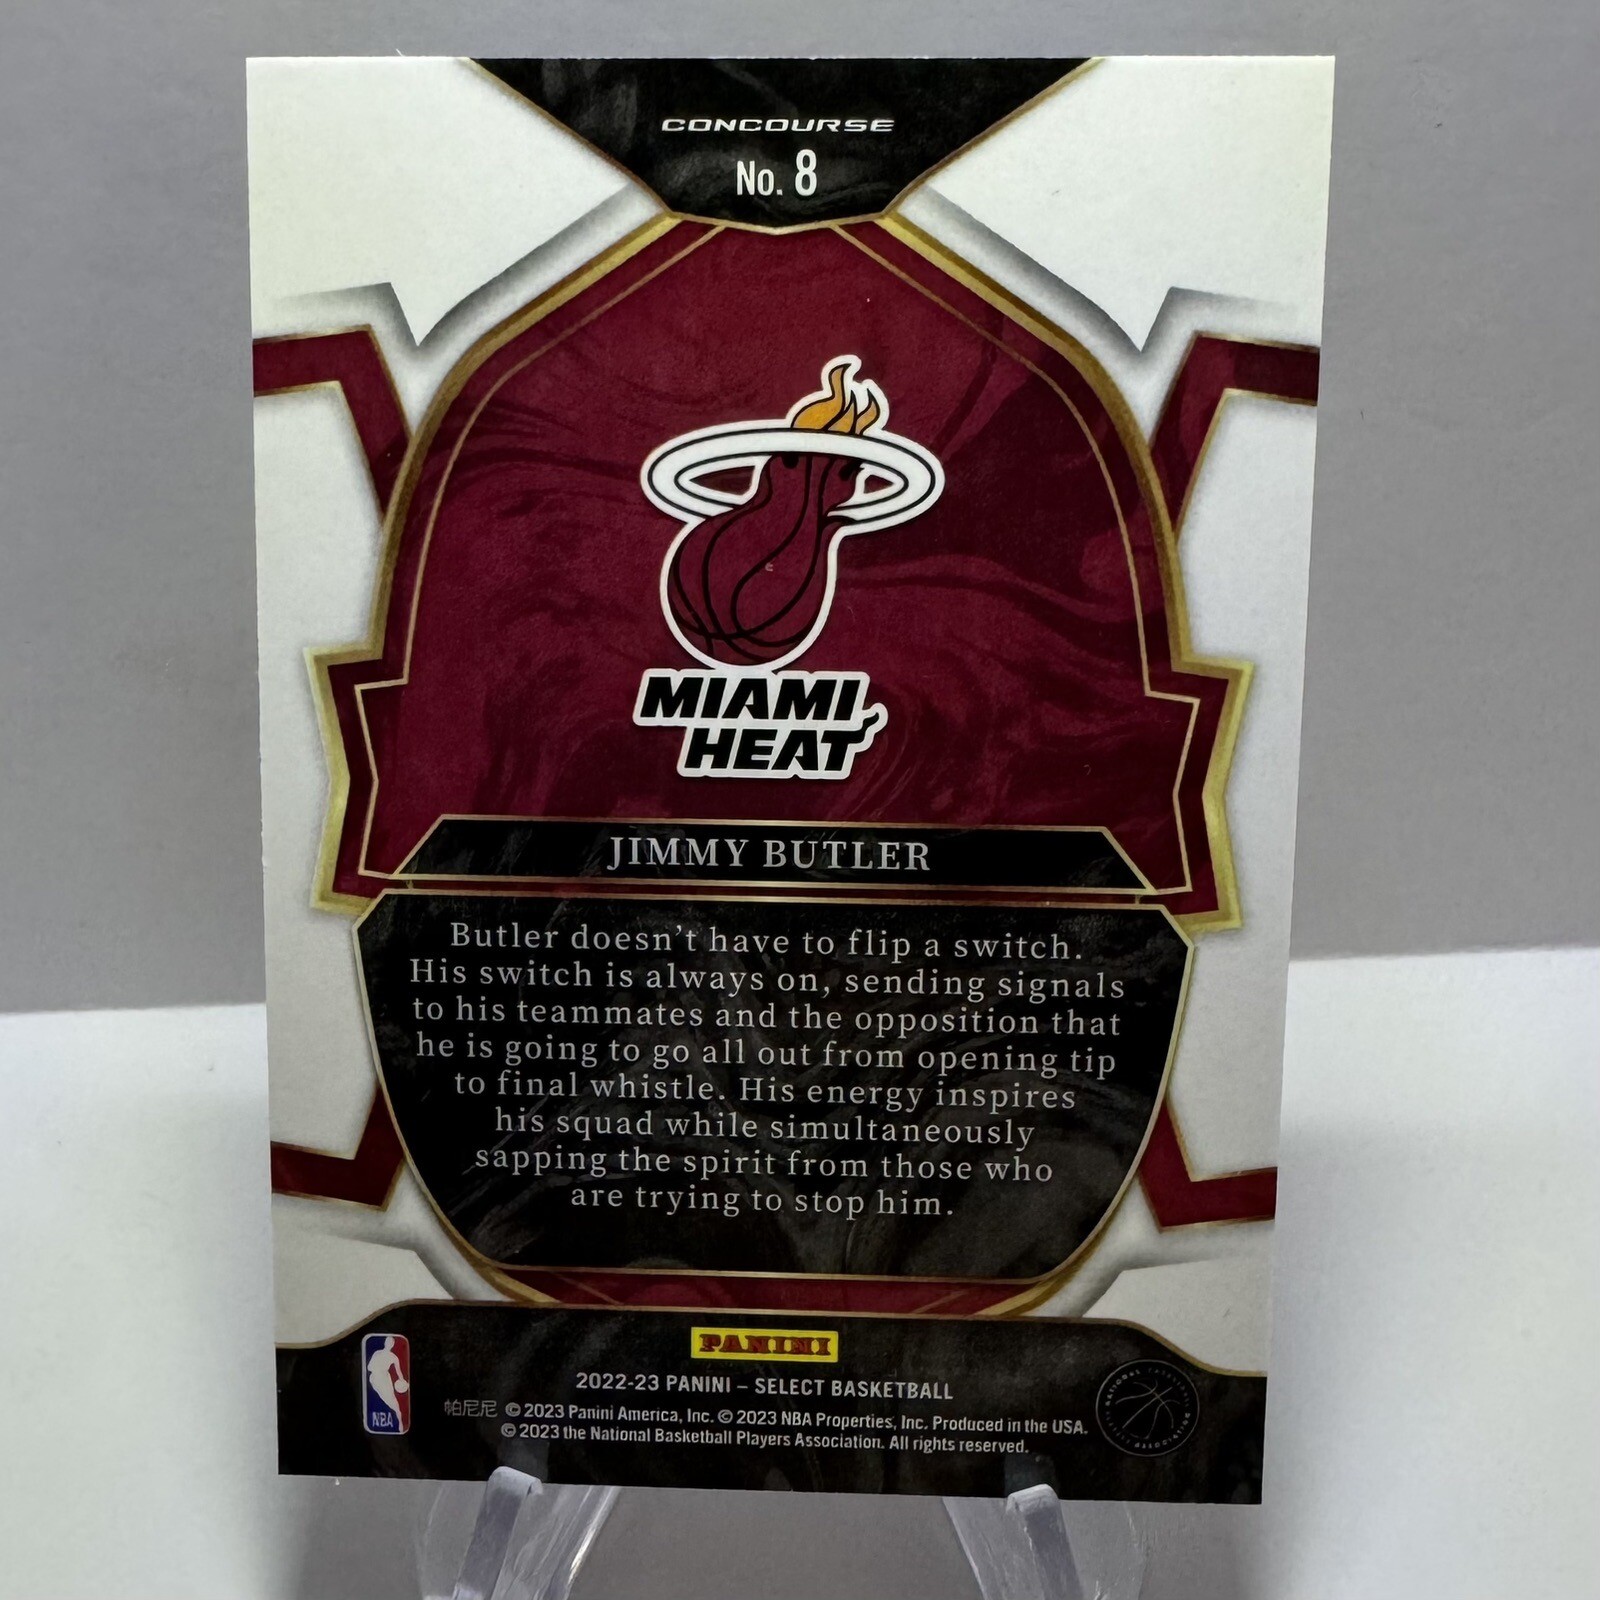 CONCOURSE
No. 8
MIAMI
HEAT
JIMMY BUTLER
Butler doesn't have to flip a switch.
His switch is always on, sending signals
to his teammates and the opposition that
he is going to go all out from opening tip
to final whistle. His energy inspires
his squad while simultaneously
sapping the spirit from those who
are trying to stop him.
PANINI
2022-23 PANINI – SELECT BASKETBALL
帕尼尼 © 2023 Panini America, Inc. © 2023 NBA Properties, Inc. Produced in the USA.
© 2023 the National Basketball Players Association. All rights reserved.
NBA